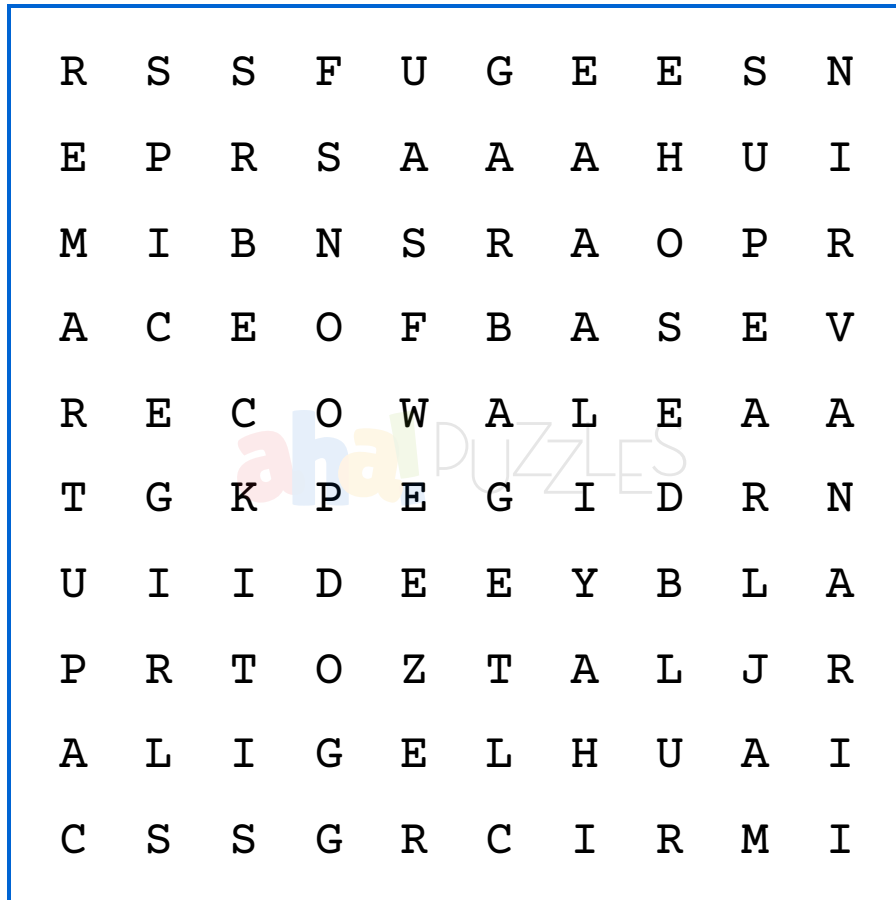 R S S F U G E E S N
E P R S A A A H U I
M I B N S R A O P R
A C E O F B A S E V
R E C O W A L E A A
aha! PUZZLES
T G K P E G I D R N
U I I D E E Y B L A
P R T O Z T A L J R
A L I G E L H U A I
C S S G R C I R M I